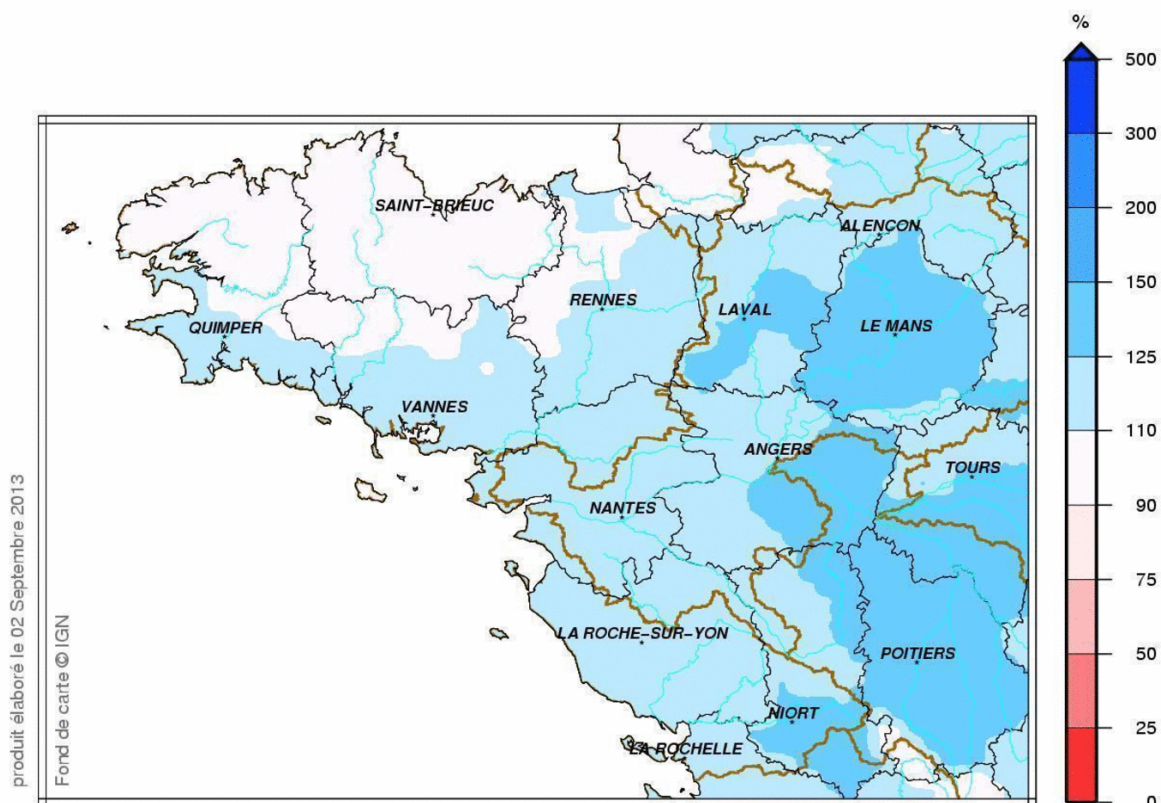 %
500
300
200
150
125
110
90
75
50
25
0
SAINT-BRIEUC
ALENCON
RENNES
LAVAL
LE MANS
QUIMPER
VANNES
ANGERS
TOURS
NANTES
LA ROCHE-SUR-YON
POITIERS
NIORT
LA ROCHELLE
produit élaboré le 02 Septembre 2013
Fond de carte © IGN